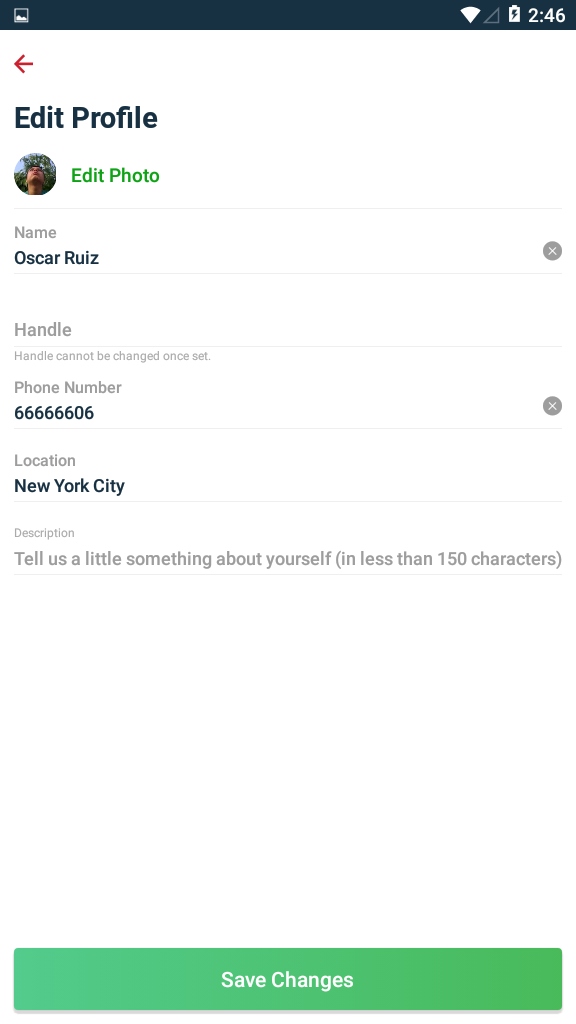 2:46
Edit Profile
Edit Photo
Name
Oscar Ruiz
Handle
Handle cannot be changed once set.
Phone Number
66666606
Location
New York City
Description
Tell us a little something about yourself (in less than 150 characters)
Save Changes